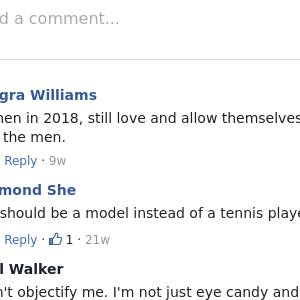 d a comment...
gra Williams
nen in 2018, still love and allow themselves
the men.
Reply · 9w
mond She
should be a model instead of a tennis playe
Reply · 1 · 21w
l Walker
n't objectify me. I'm not just eye candy and